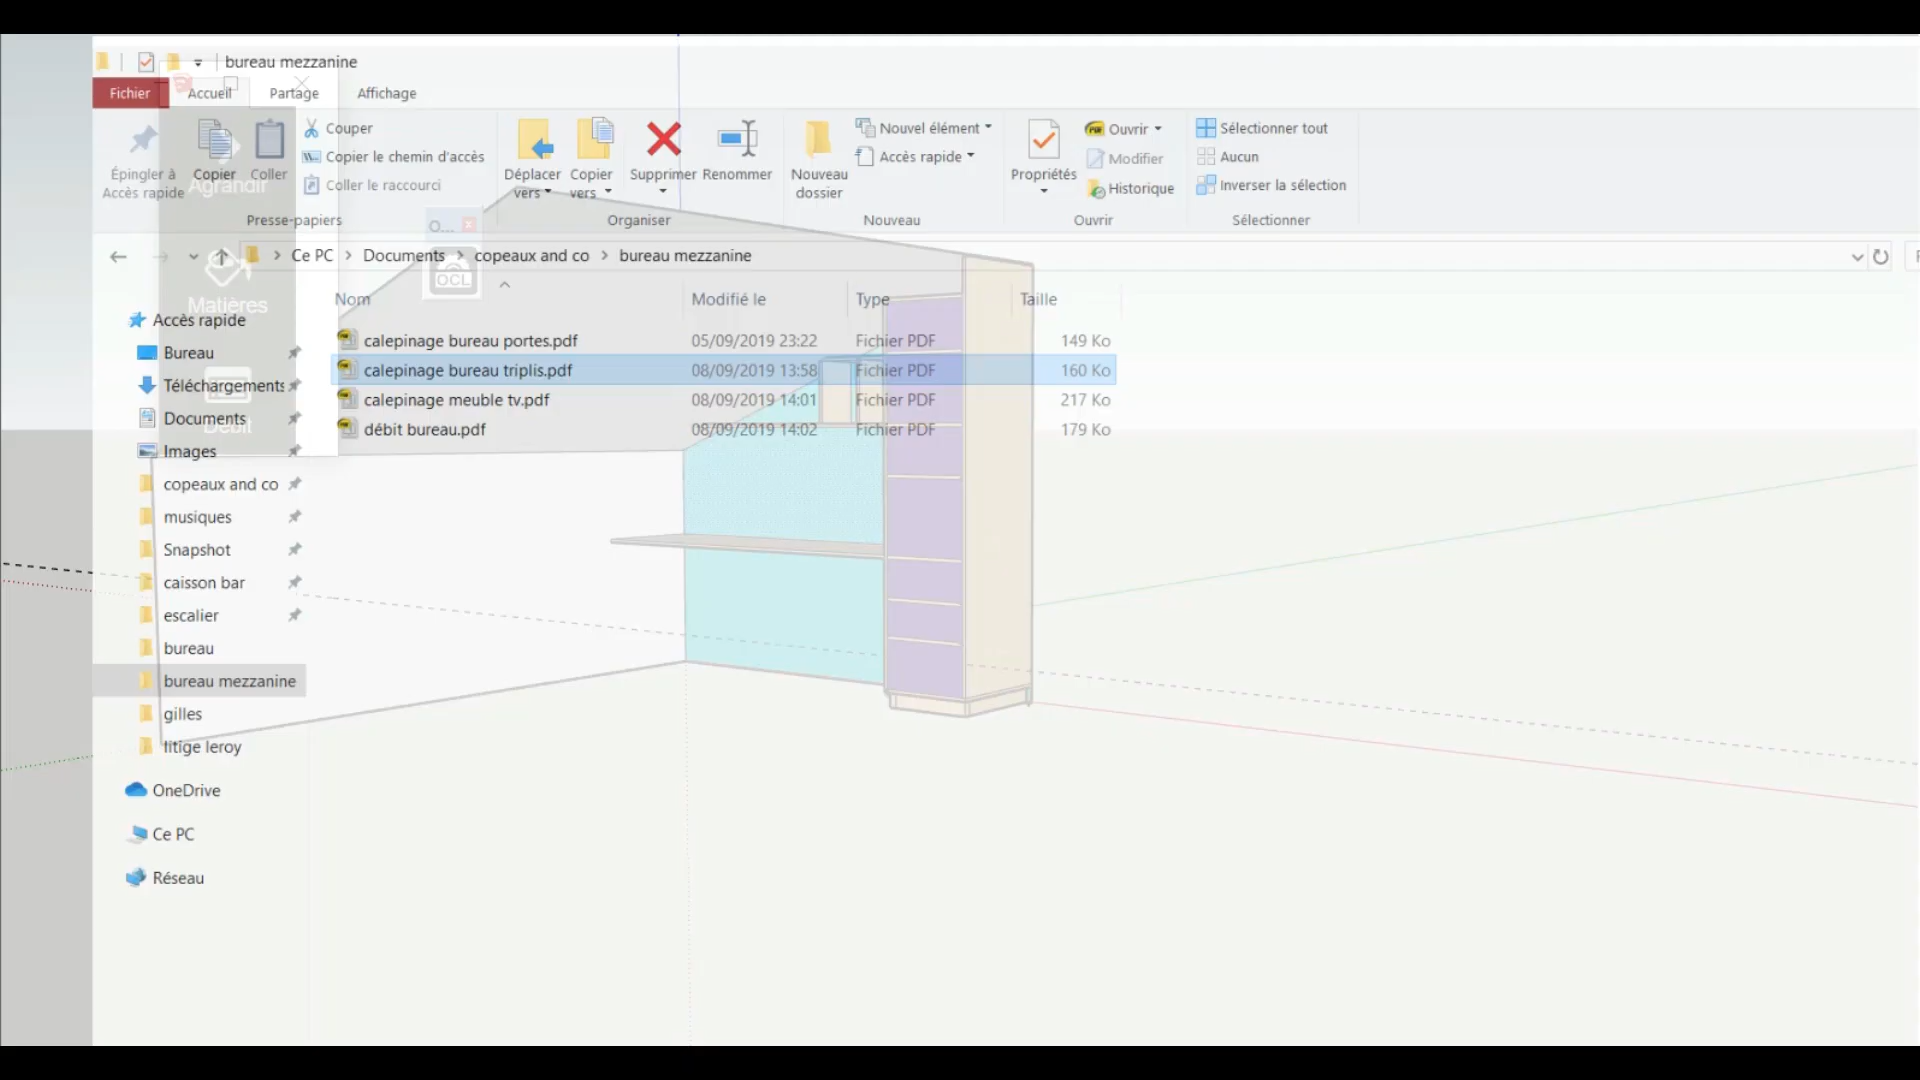 bureau mezzanine
Fichier Accueil Partage Affichage
Épingler à Accès rapide
Copier
Coller
Couper
Copier le chemin d'accès
Coller le raccourci
Presse-papiers
Déplacer vers
Copier vers
Supprimer
Renommer
Organiser
Nouveau dossier
Nouvel élément
Accès rapide
Nouveau
Propriétés
Ouvrir
Modifier
Historique
Ouvrir
Sélectionner tout
Aucun
Inverser la sélection
Sélectionner
Agrandir
Matières
Débit
O...
OCL
Ce PC > Documents > copeaux and co > bureau mezzanine
Nom Modifié le Type Taille
calepinage bureau portes.pdf 05/09/2019 23:22 Fichier PDF 149 Ko
calepinage bureau triplis.pdf 08/09/2019 13:58 Fichier PDF 160 Ko
calepinage meuble tv.pdf 08/09/2019 14:01 Fichier PDF 217 Ko
débit bureau.pdf 08/09/2019 14:02 Fichier PDF 179 Ko
Accès rapide
Bureau
Téléchargements
Documents
Images
copeaux and co
musiques
Snapshot
caisson bar
escalier
bureau
bureau mezzanine
gilles
litige leroy
OneDrive
Ce PC
Réseau